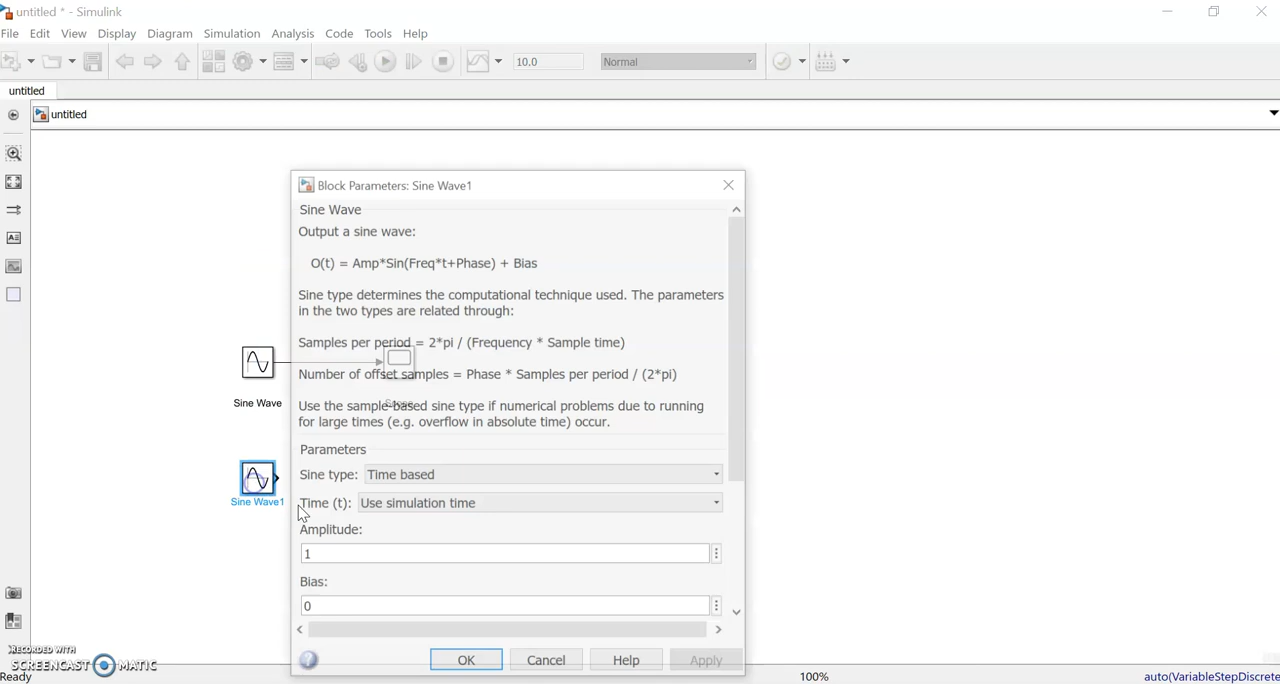 untitled * - Simulink
File Edit View Display Diagram Simulation Analysis Code Tools Help
10.0 Normal
untitled
untitled
Block Parameters: Sine Wave1
Sine Wave
Output a sine wave:
O(t) = Amp*Sin(Freq*t+Phase) + Bias
Sine type determines the computational technique used. The parameters
in the two types are related through:
Samples per period = 2*pi / (Frequency * Sample time)
Number of offset samples = Phase * Samples per period / (2*pi)
Sine Wave
Use the sample-based sine type if numerical problems due to running
for large times (e.g. overflow in absolute time) occur.
Parameters
Sine type: Time based
Sine Wave1
Time (t): Use simulation time
Amplitude:
1
Bias:
0
OK Cancel Help Apply
RECORDED WITH
SCREENCAST MATIC
Ready 100% auto(VariableStepDiscrete